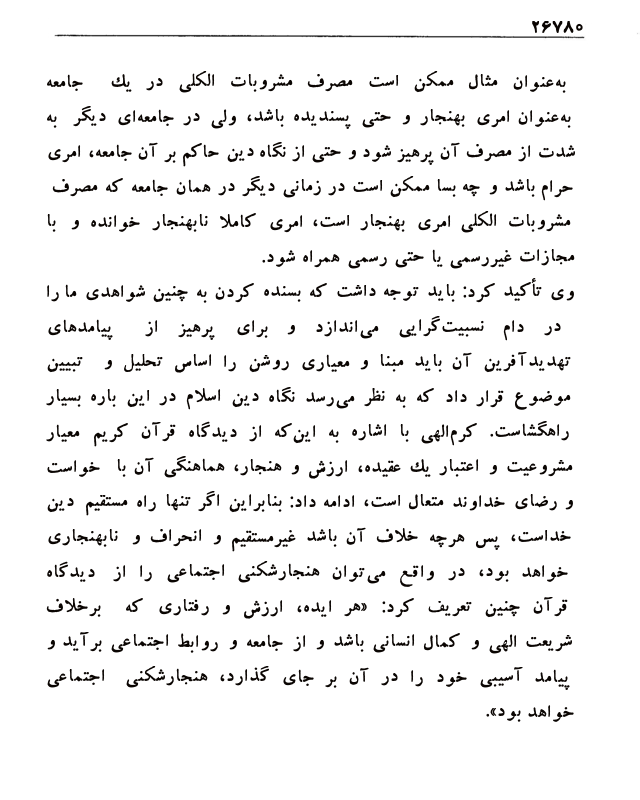 ۲۶۷۸۰
به‌عنوان مثال ممکن است مصرف مشروبات الکلی در یك جامعه
به‌عنوان امری بهنجار و حتی پسندیده باشد، ولی در جامعه‌ای دیگر به
شدت از مصرف آن پرهیز شود و حتی از نگاه دین حاکم بر آن جامعه، امری
حرام باشد و چه بسا ممکن است در زمانی دیگر در همان جامعه که مصرف
مشروبات الکلی امری بهنجار است، امری کاملا نابهنجار خوانده و با
مجازات غیررسمی یا حتی رسمی همراه شود.
وی تأکید کرد: باید توجه داشت که بسنده کردن به چنین شواهدی ما را
در دام نسبیت‌گرایی می‌اندازد و برای پرهیز از پیامدهای
تهدیدآفرین آن باید مبنا و معیاری روشن را اساس تحلیل و تبیین
موضوع قرار داد که به نظر می‌رسد نگاه دین اسلام در این باره بسیار
راهگشاست. کرم‌الهی با اشاره به این‌که از دیدگاه قرآن کریم معیار
مشروعیت و اعتبار یك عقیده، ارزش و هنجار، هماهنگی آن با خواست
و رضای خداوند متعال است، ادامه داد: بنابراین اگر تنها راه مستقیم دین
خداست، پس هرچه خلاف آن باشد غیرمستقیم و انحراف و نابهنجاری
خواهد بود، در واقع می‌توان هنجارشکنی اجتماعی را از دیدگاه
قرآن چنین تعریف کرد: «هر ایده، ارزش و رفتاری که برخلاف
شریعت الهی و کمال انسانی باشد و از جامعه و روابط اجتماعی برآید و
پیامد آسیبی خود را در آن بر جای گذارد، هنجارشکنی اجتماعی
خواهد بود».